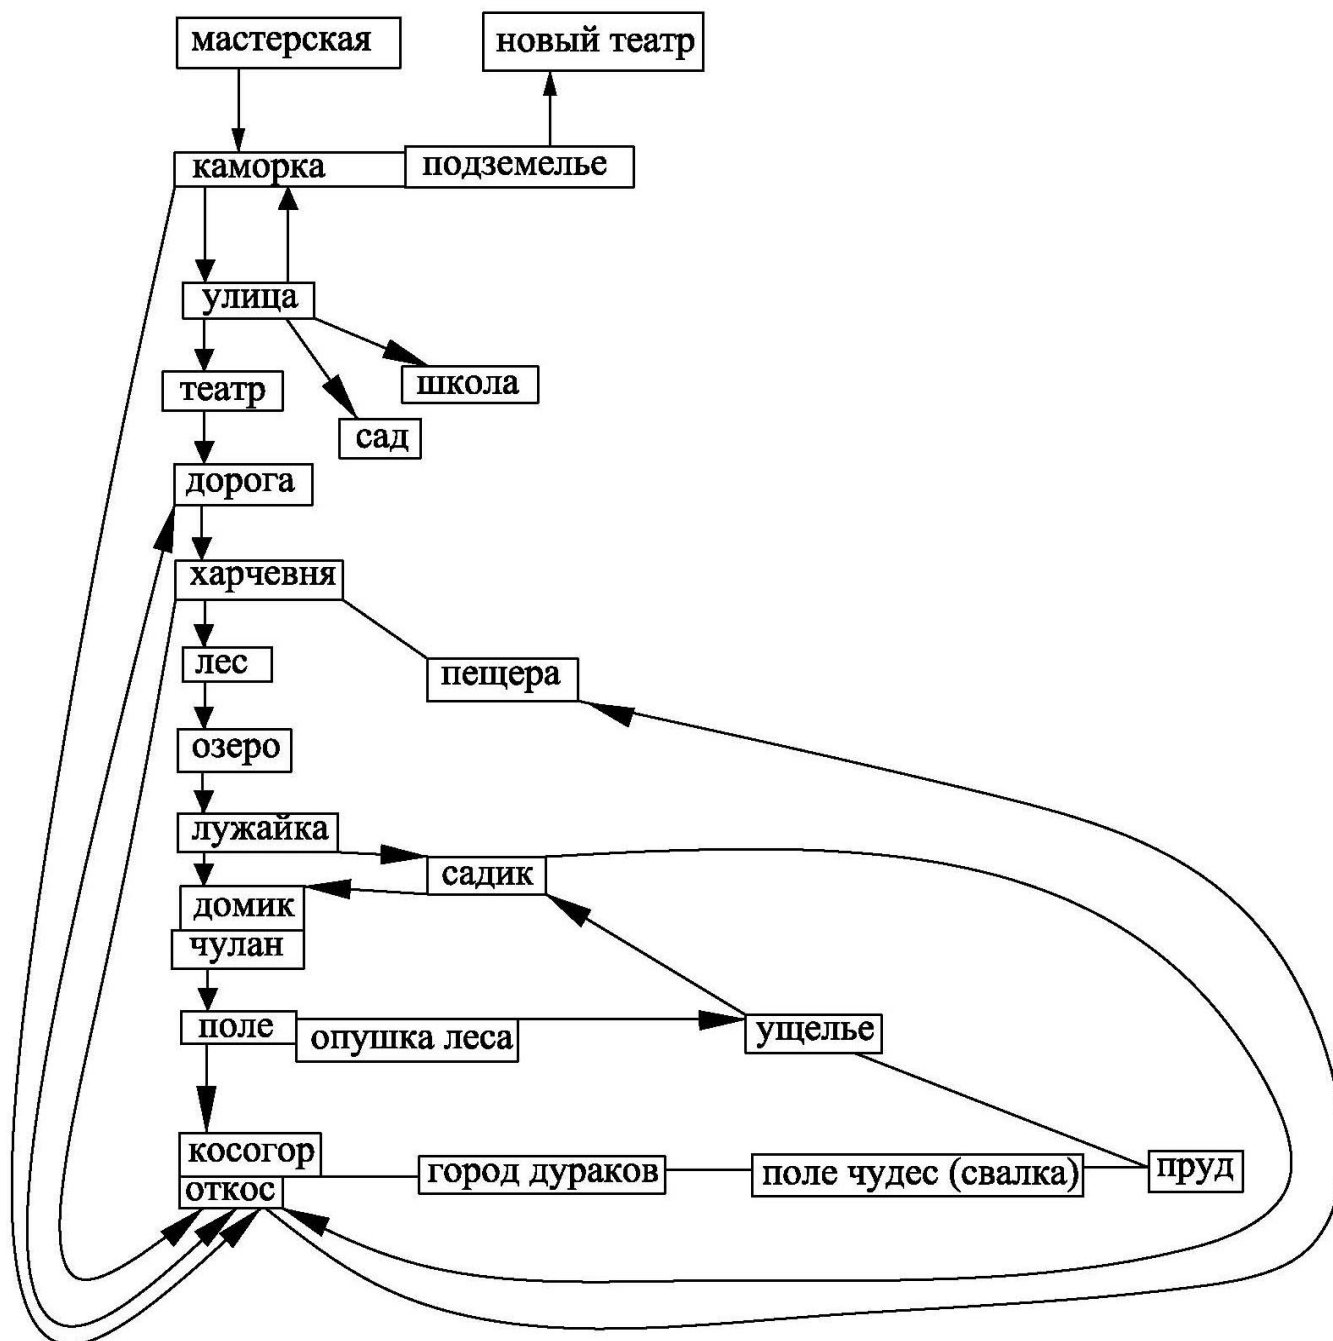 мастерская
новый театр
каморка
подземелье
улица
школа
театр
сад
дорога
харчевня
лес
пещера
озеро
лужайка
садик
домик
чулан
поле
опушка леса
ущелье
косогор
город дураков
поле чудес (свалка)
пруд
откос